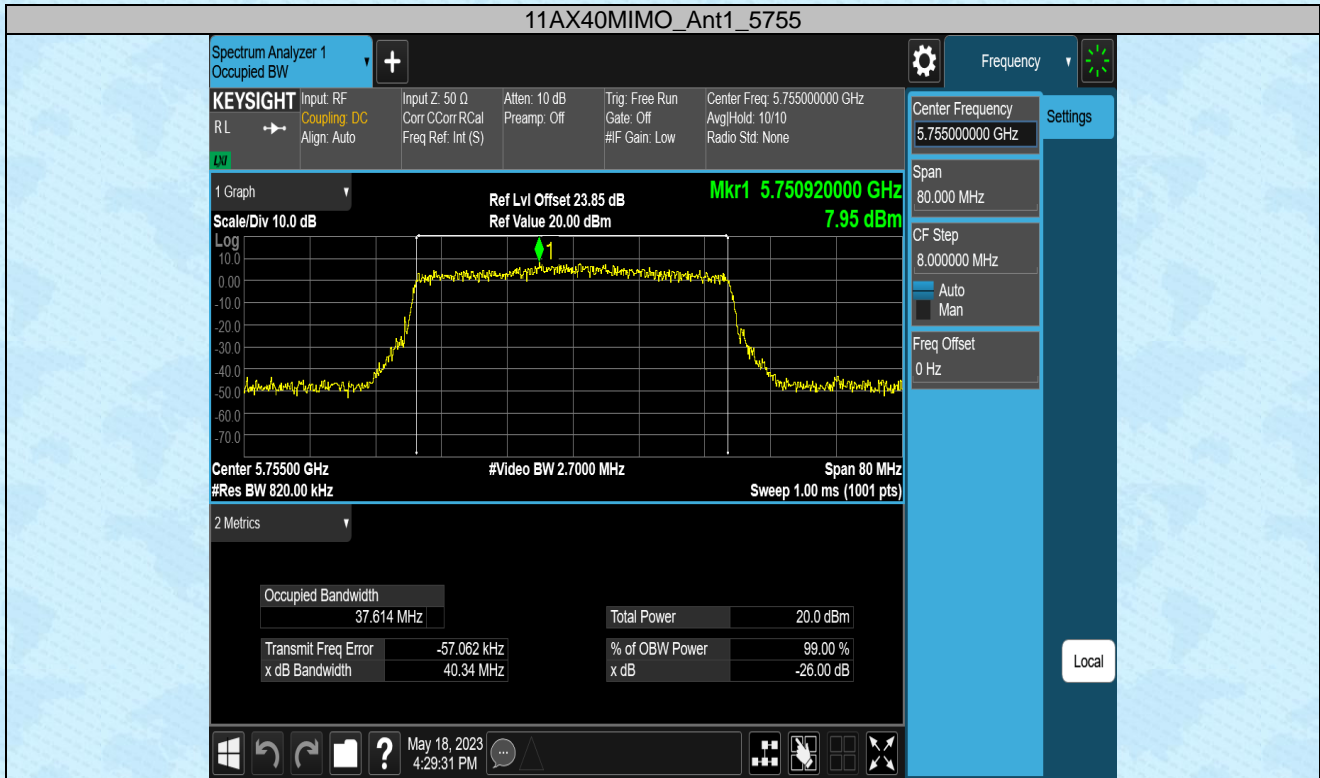 11AX40MIMO_Ant1_5755
Spectrum Analyzer 1
Occupied BW
+
Frequency
KEYSIGHT
R L
LXI
Input: RF
Coupling: DC
Align: Auto
Input Z: 50 Ω
Corr CCorr RCal
Freq Ref: Int (S)
Atten: 10 dB
Preamp: Off
Trig: Free Run
Gate: Off
#IF Gain: Low
Center Freq: 5.755000000 GHz
Avg|Hold: 10/10
Radio Std: None
Center Frequency
5.755000000 GHz
Settings
Span
80.000 MHz
CF Step
8.000000 MHz
Auto
Man
Freq Offset
0 Hz
Local
1 Graph
Scale/Div 10.0 dB
Ref Lvl Offset 23.85 dB
Ref Value 20.00 dBm
Mkr1 5.750920000 GHz
7.95 dBm
Log
1
10.0
0.00
-10.0
-20.0
-30.0
-40.0
-50.0
-60.0
-70.0
Center 5.75500 GHz
#Video BW 2.7000 MHz
Span 80 MHz
#Res BW 820.00 kHz
Sweep 1.00 ms (1001 pts)
2 Metrics
Occupied Bandwidth
37.614 MHz
Total Power 20.0 dBm
Transmit Freq Error -57.062 kHz
% of OBW Power 99.00 %
x dB Bandwidth 40.34 MHz
x dB -26.00 dB
?
May 18, 2023
4:29:31 PM